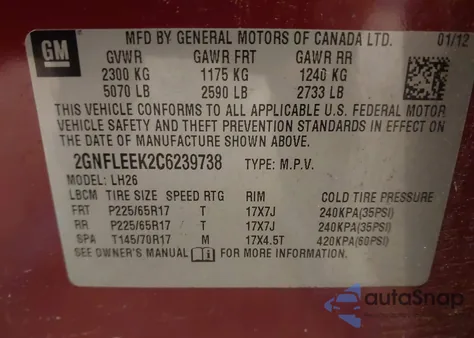 GM
MFD BY GENERAL MOTORS OF CANADA LTD. 01/12
GVWR GAWR FRT GAWR RR
2300 KG 1175 KG 1240 KG
5070 LB 2590 LB 2733 LB
THIS VEHICLE CONFORMS TO ALL APPLICABLE U.S. FEDERAL MOTOR
VEHICLE SAFETY AND THEFT PREVENTION STANDARDS IN EFFECT ON
THE DATE OF MANUFACTURE SHOWN ABOVE.
2GNFLEEK2C6239738 TYPE: M.P.V.
MODEL: LH26
LBCM TIRE SIZE SPEED RTG RIM COLD TIRE PRESSURE
FRT P225/65R17 T 17X7J 240KPA(35PSI)
RR P225/65R17 T 17X7J 240KPA(35PSI)
SPA T145/70R17 M 17X4.5T 420KPA(60PSI)
SEE OWNER'S MANUAL FOR MORE INFORMATION
autoSnap